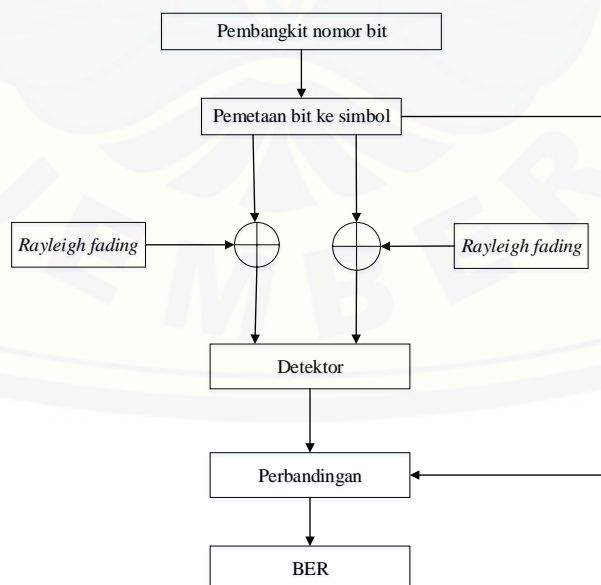 Pembangkit nomor bit
Pemetaan bit ke simbol
Rayleigh fading
Rayleigh fading
Detektor
Perbandingan
BER